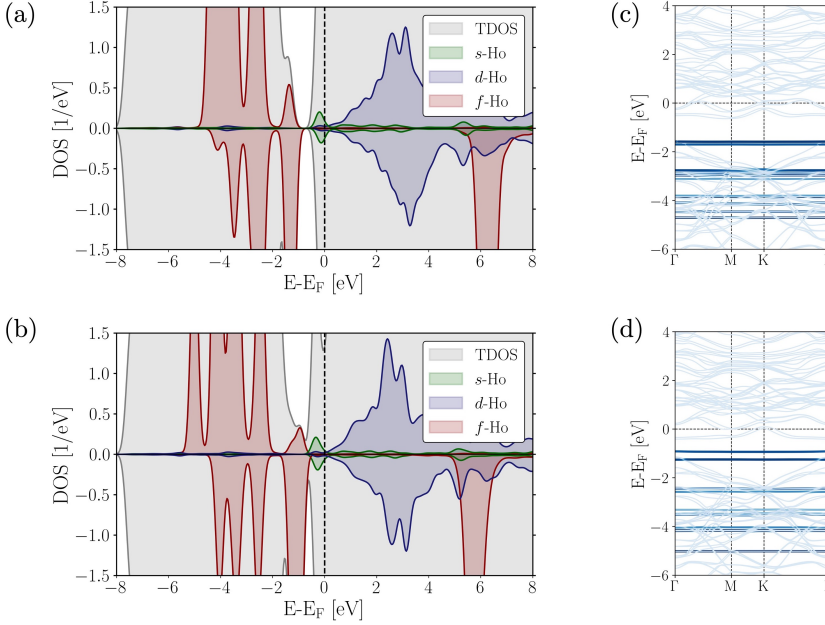 (a)
1.5
1.0
0.5
0.0
−0.5
−1.0
−1.5
DOS [1/eV]
TDOS
s-Ho
d-Ho
f-Ho
−8 −6 −4 −2 0 2 4 6 8
E-E_F [eV]
(c)
4
2
0
−2
−4
−6
E-E_F [eV]
Γ M K
(b)
1.5
1.0
0.5
0.0
−0.5
−1.0
−1.5
DOS [1/eV]
TDOS
s-Ho
d-Ho
f-Ho
−8 −6 −4 −2 0 2 4 6 8
E-E_F [eV]
(d)
4
2
0
−2
−4
−6
E-E_F [eV]
Γ M K